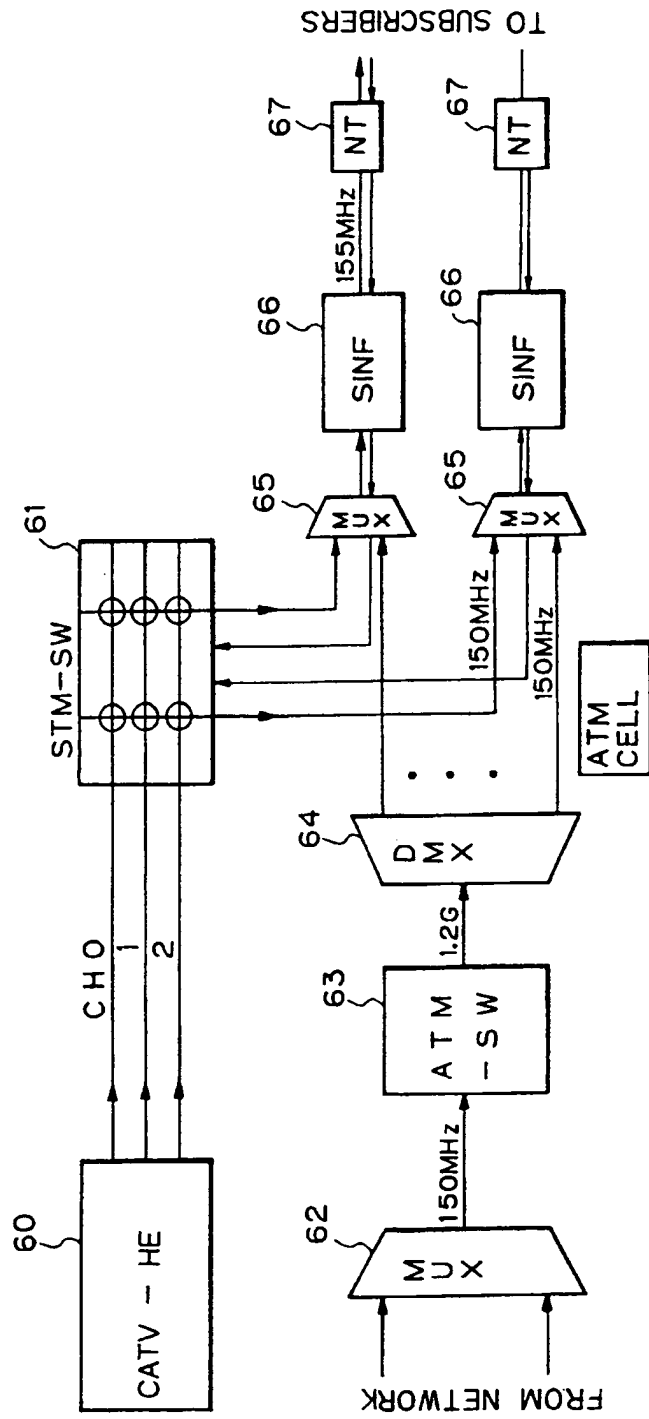 60
CATV - HE
CH0
1
2
61
STM-SW
FROM NETWORK
62
MUX
150MHz
63
ATM
-SW
1.2G
64
DMX
150MHz
150MHz
ATM
CELL
65
MUX
66
SINF
155MHz
67
NT
65
MUX
66
SINF
67
NT
TO SUBSCRIBERS